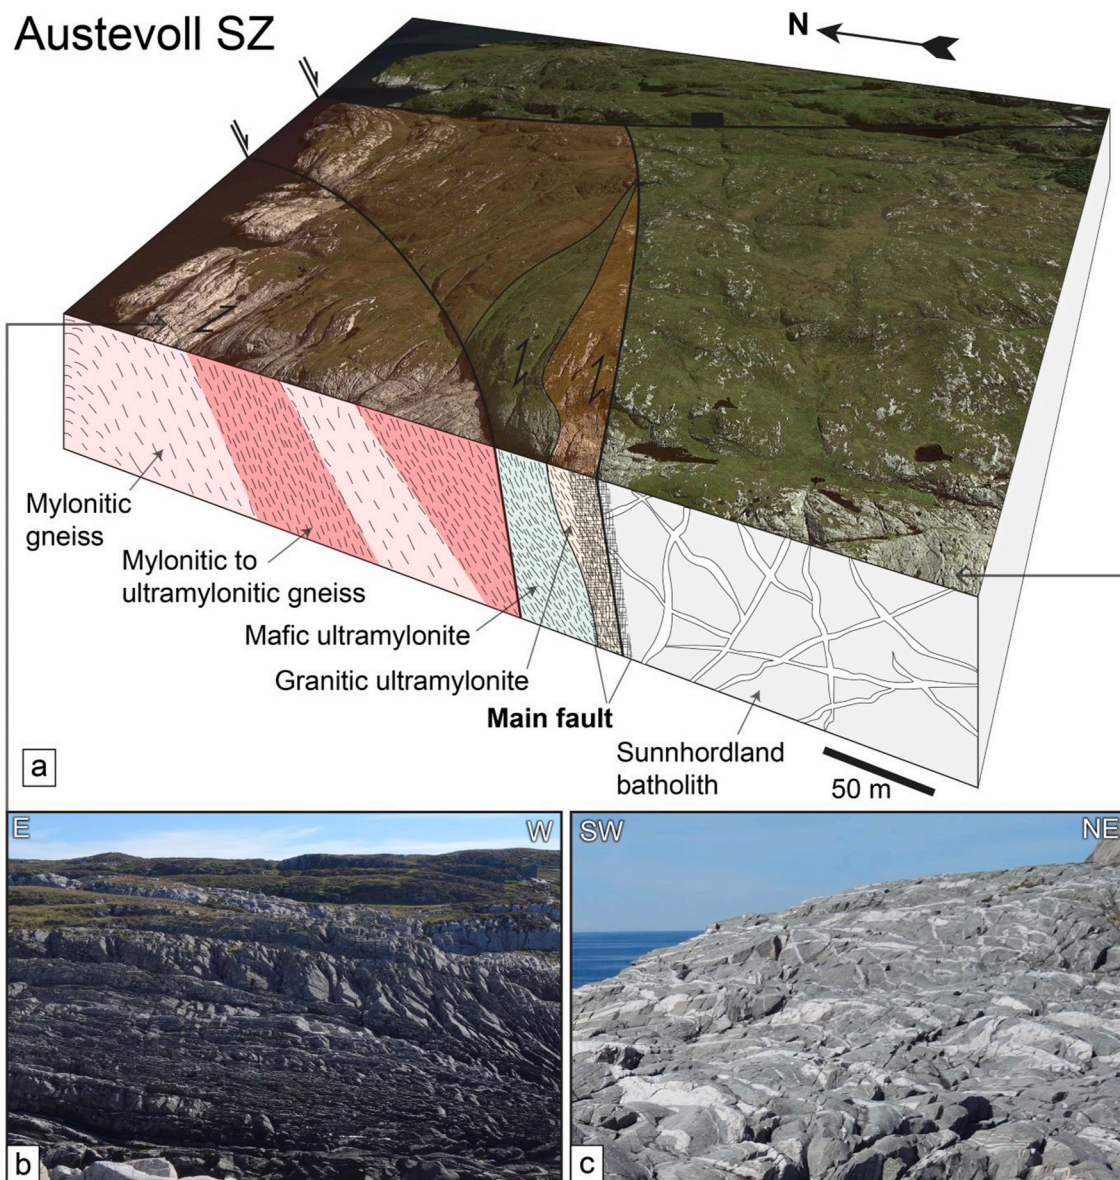 Austevoll SZ
N
Mylonitic
gneiss
Mylonitic to
ultramylonitic gneiss
Mafic ultramylonite
Granitic ultramylonite
Main fault
Sunnhordland
batholith
50 m
a
E
W
b
SW
NE
c